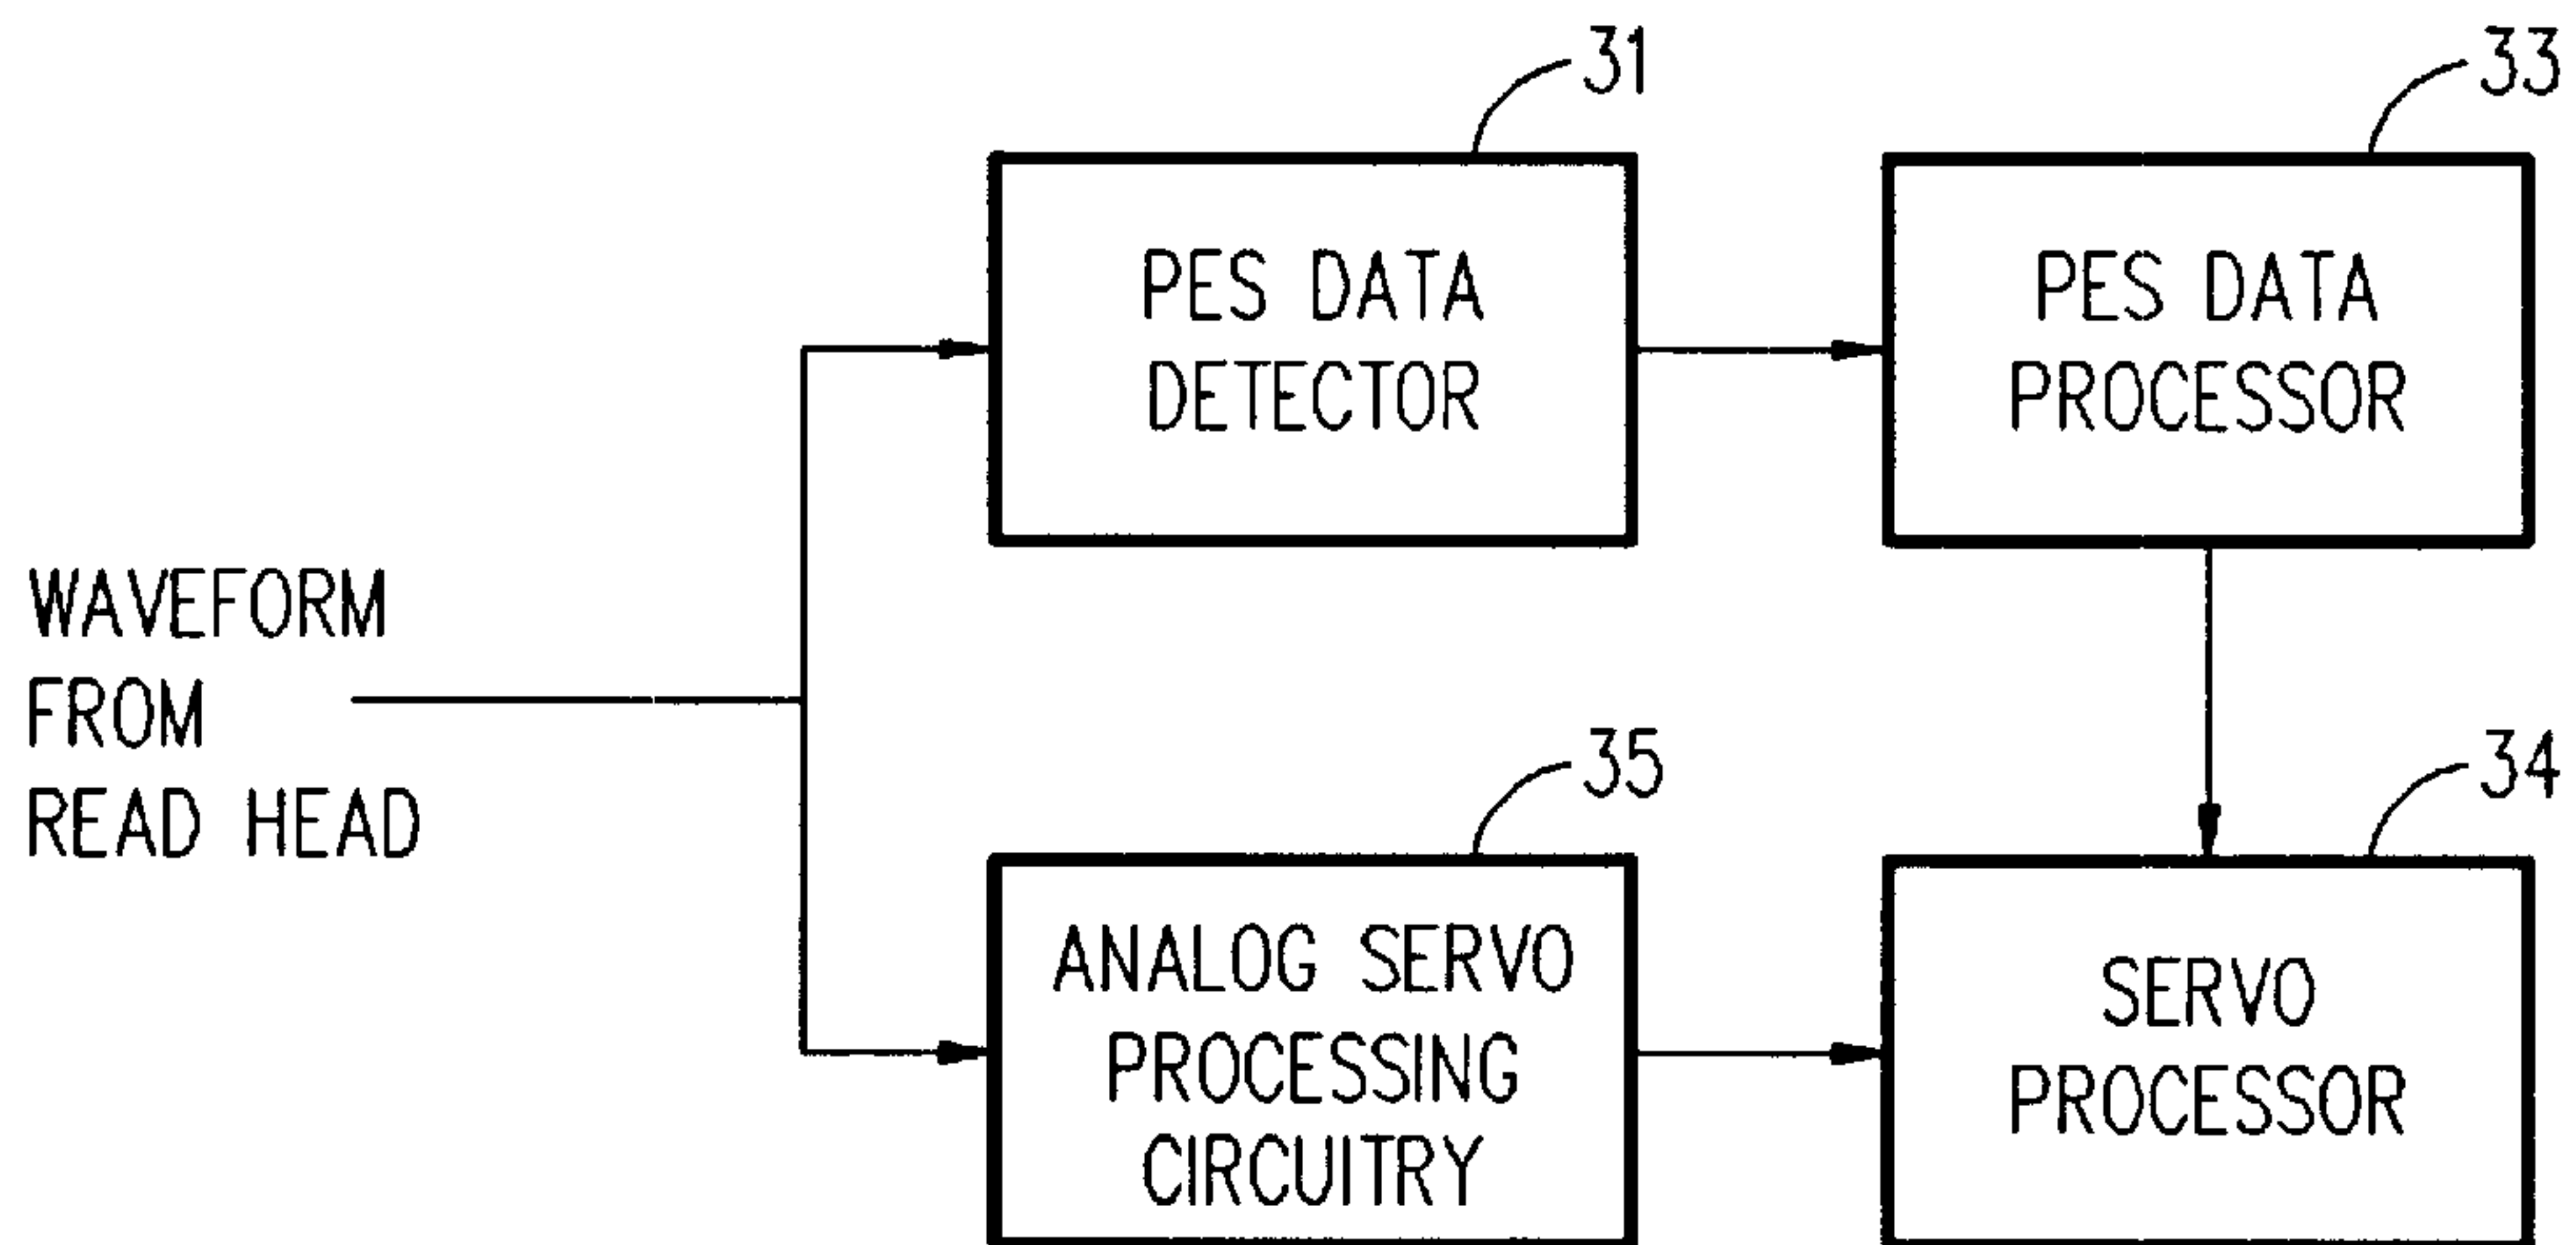 31
33
PES DATA
DETECTOR
PES DATA
PROCESSOR
WAVEFORM
FROM
READ HEAD
35
34
ANALOG SERVO
PROCESSING
CIRCUITRY
SERVO
PROCESSOR